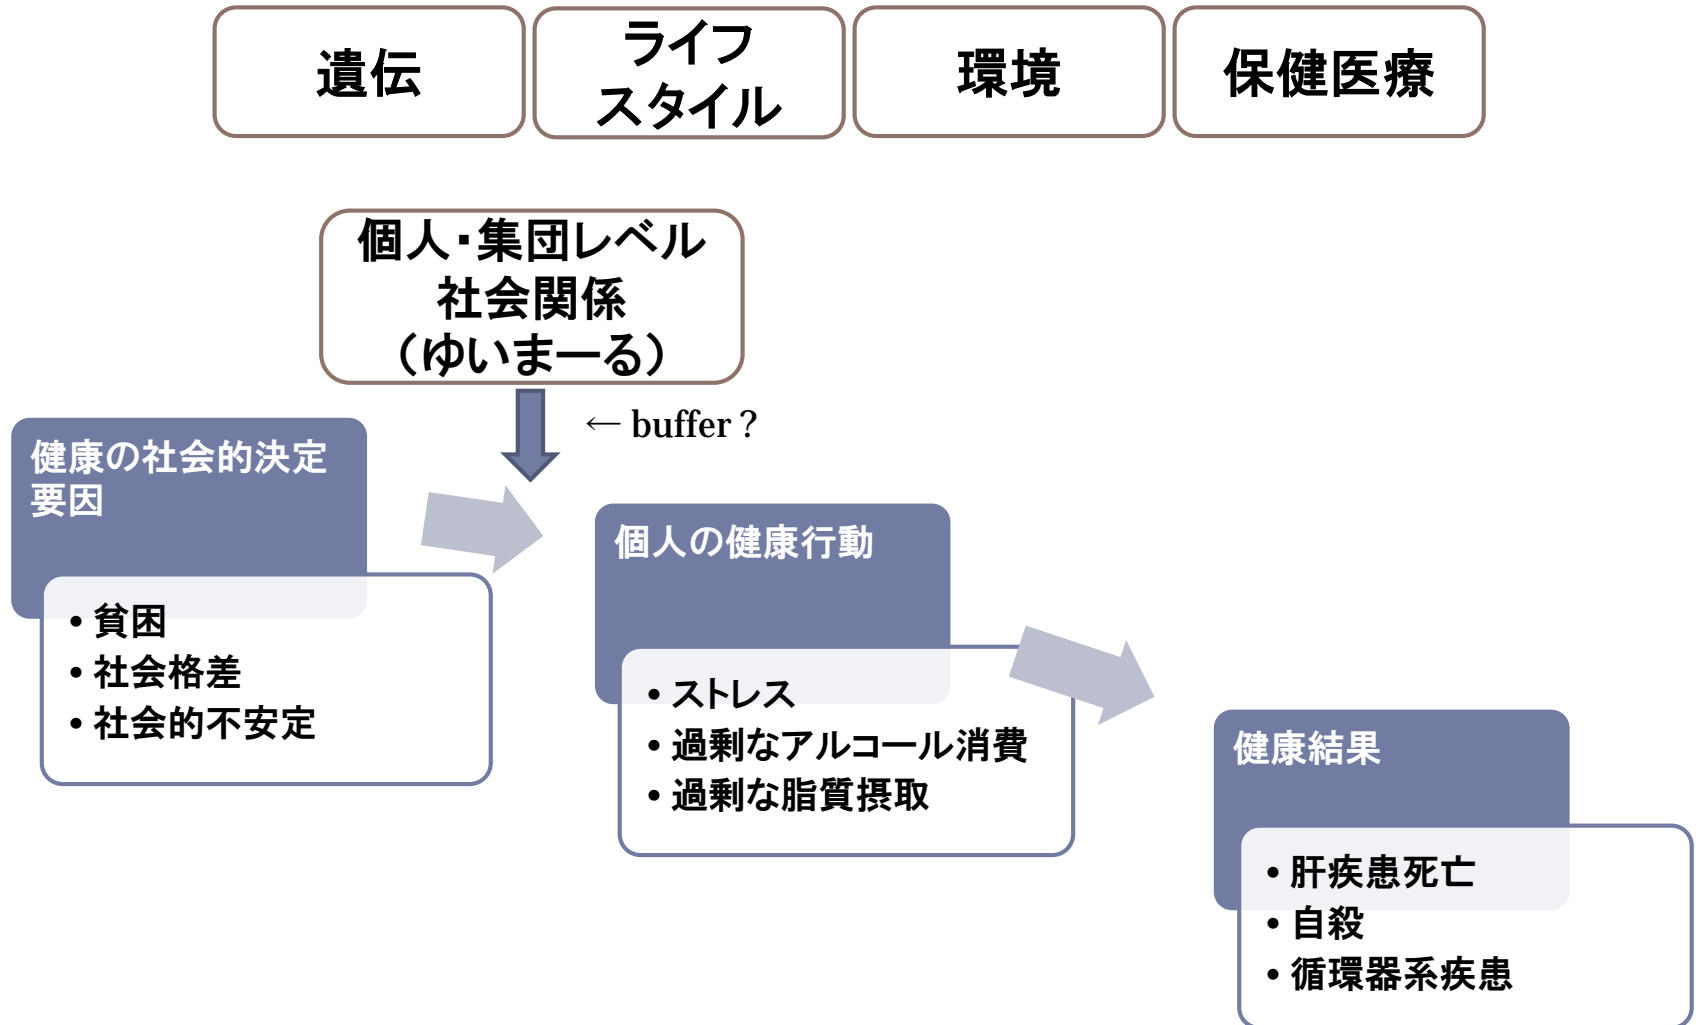 遺伝
ライフ
スタイル
環境
保健医療
個人・集団レベル
社会関係
（ゆいまーる）
← buffer？
健康の社会的決定
要因
• 貧困
• 社会格差
• 社会的不安定
個人の健康行動
• ストレス
• 過剰なアルコール消費
• 過剰な脂質摂取
健康結果
• 肝疾患死亡
• 自殺
• 循環器系疾患